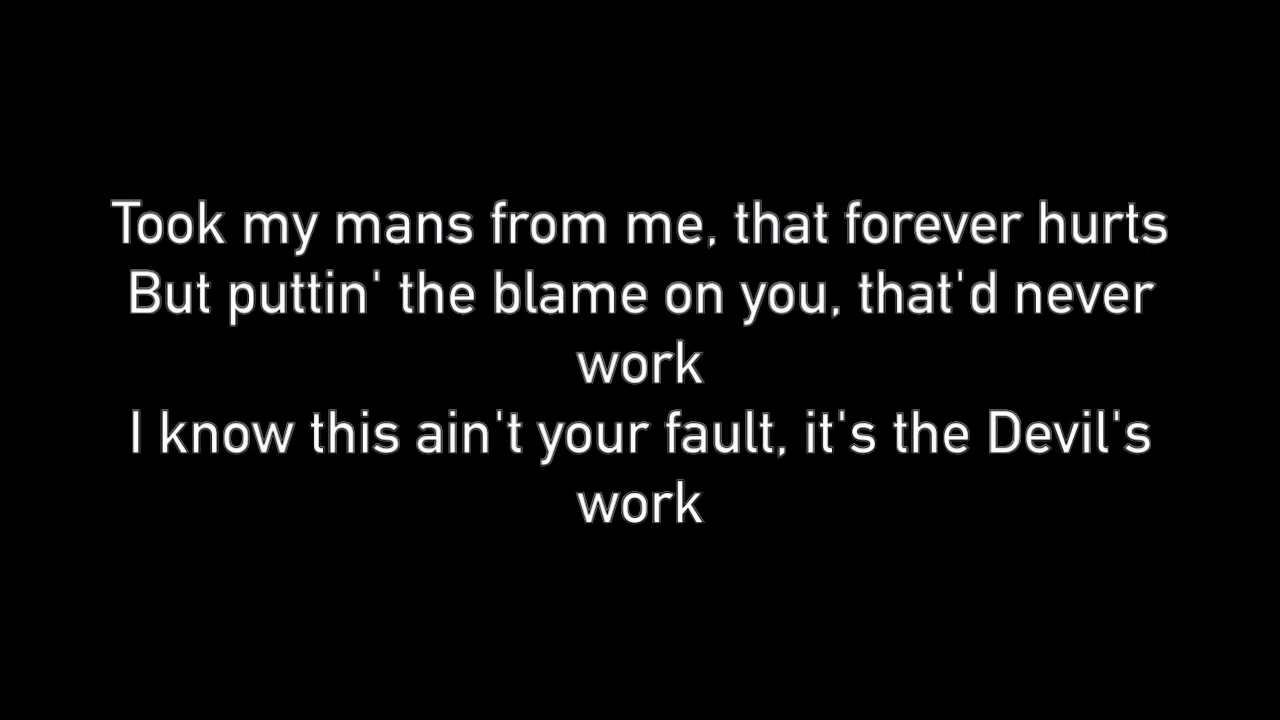 Took my mans from me, that forever hurts
But puttin' the blame on you, that'd never
work
I know this ain't your fault, it's the Devil's
work